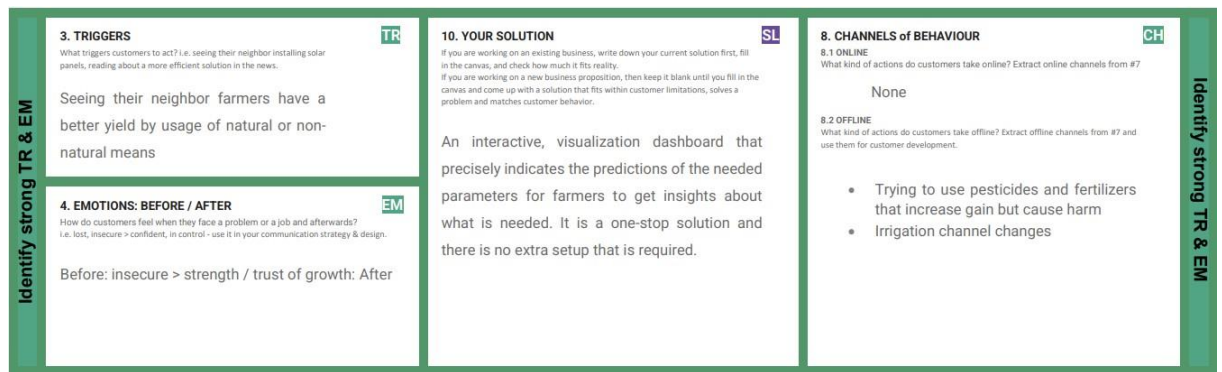 Identify strong TR & EM
3. TRIGGERS
TR
What triggers customers to act? i.e. seeing their neighbor installing solar
panels, reading about a more efficient solution in the news.
Seeing their neighbor farmers have a
better yield by usage of natural or non-
natural means
4. EMOTIONS: BEFORE / AFTER
EM
How do customers feel when they face a problem or a job and afterwards?
i.e. lost, insecure > confident, in control - use it in your communication strategy & design.
Before: insecure > strength / trust of growth: After
10. YOUR SOLUTION
SL
If you are working on an existing business, write down your current solution first, fill
in the canvas, and check how much it fits reality.
If you are working on a new business proposition, then keep it blank until you fill in the
canvas and come up with a solution that fits within customer limitations, solves a
problem and matches customer behavior.
An interactive, visualization dashboard that
precisely indicates the predictions of the needed
parameters for farmers to get insights about
what is needed. It is a one-stop solution and
there is no extra setup that is required.
8. CHANNELS of BEHAVIOUR
CH
8.1 ONLINE
What kind of actions do customers take online? Extract online channels from #7
None
8.2 OFFLINE
What kind of actions do customers take offline? Extract offline channels from #7 and
use them for customer development.
• Trying to use pesticides and fertilizers
that increase gain but cause harm
• Irrigation channel changes
Identify strong TR & EM